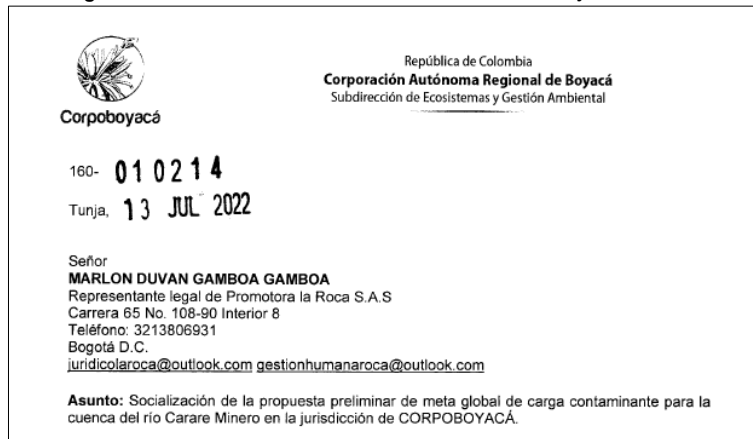 Corpoboyacá
República de Colombia
Corporación Autónoma Regional de Boyacá
Subdirección de Ecosistemas y Gestión Ambiental
160- 010214
Tunja, 13 JUL 2022
Señor
MARLON DUVAN GAMBOA GAMBOA
Representante legal de Promotora la Roca S.A.S
Carrera 65 No. 108-90 Interior 8
Teléfono: 3213806931
Bogotá D.C.
juridicolaroca@outlook.com gestionhumanaroca@outlook.com
Asunto: Socialización de la propuesta preliminar de meta global de carga contaminante para la
cuenca del río Carare Minero en la jurisdicción de CORPOBOYACÁ.